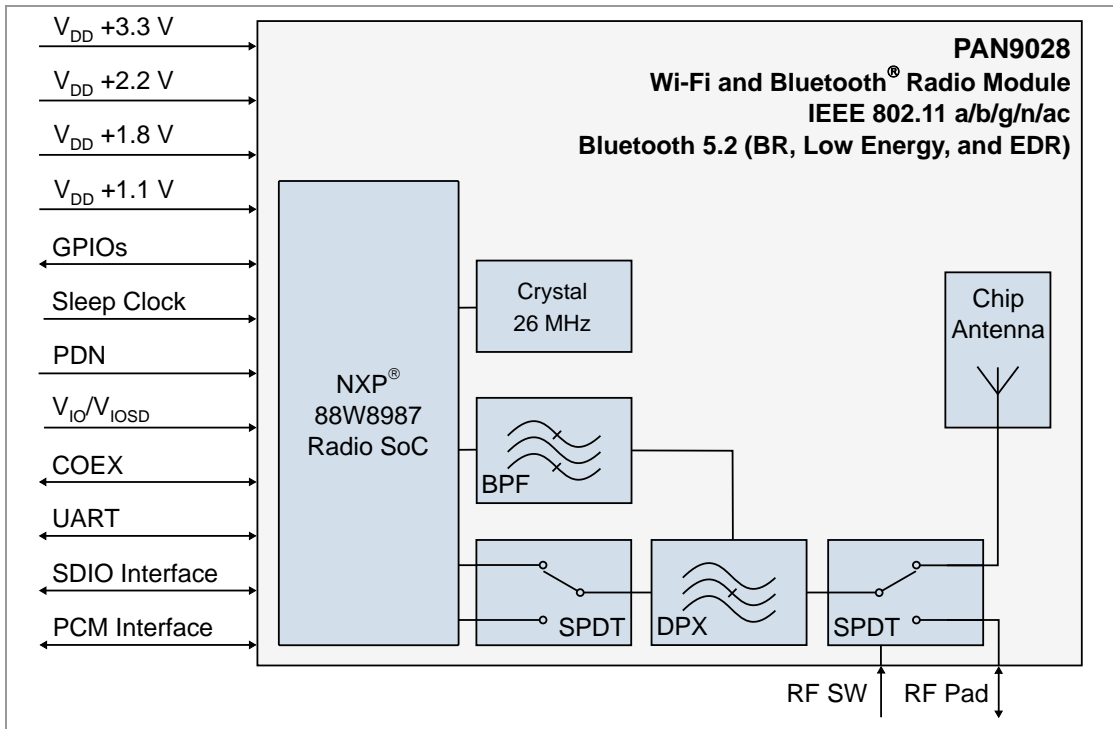 V_DD +3.3 V
V_DD +2.2 V
V_DD +1.8 V
V_DD +1.1 V
GPIOs
Sleep Clock
PDN
V_IO/V_IOSD
COEX
UART
SDIO Interface
PCM Interface
PAN9028
Wi-Fi and Bluetooth® Radio Module
IEEE 802.11 a/b/g/n/ac
Bluetooth 5.2 (BR, Low Energy, and EDR)
NXP®
88W8987
Radio SoC
Crystal
26 MHz
BPF
SPDT
DPX
SPDT
Chip
Antenna
RF SW
RF Pad